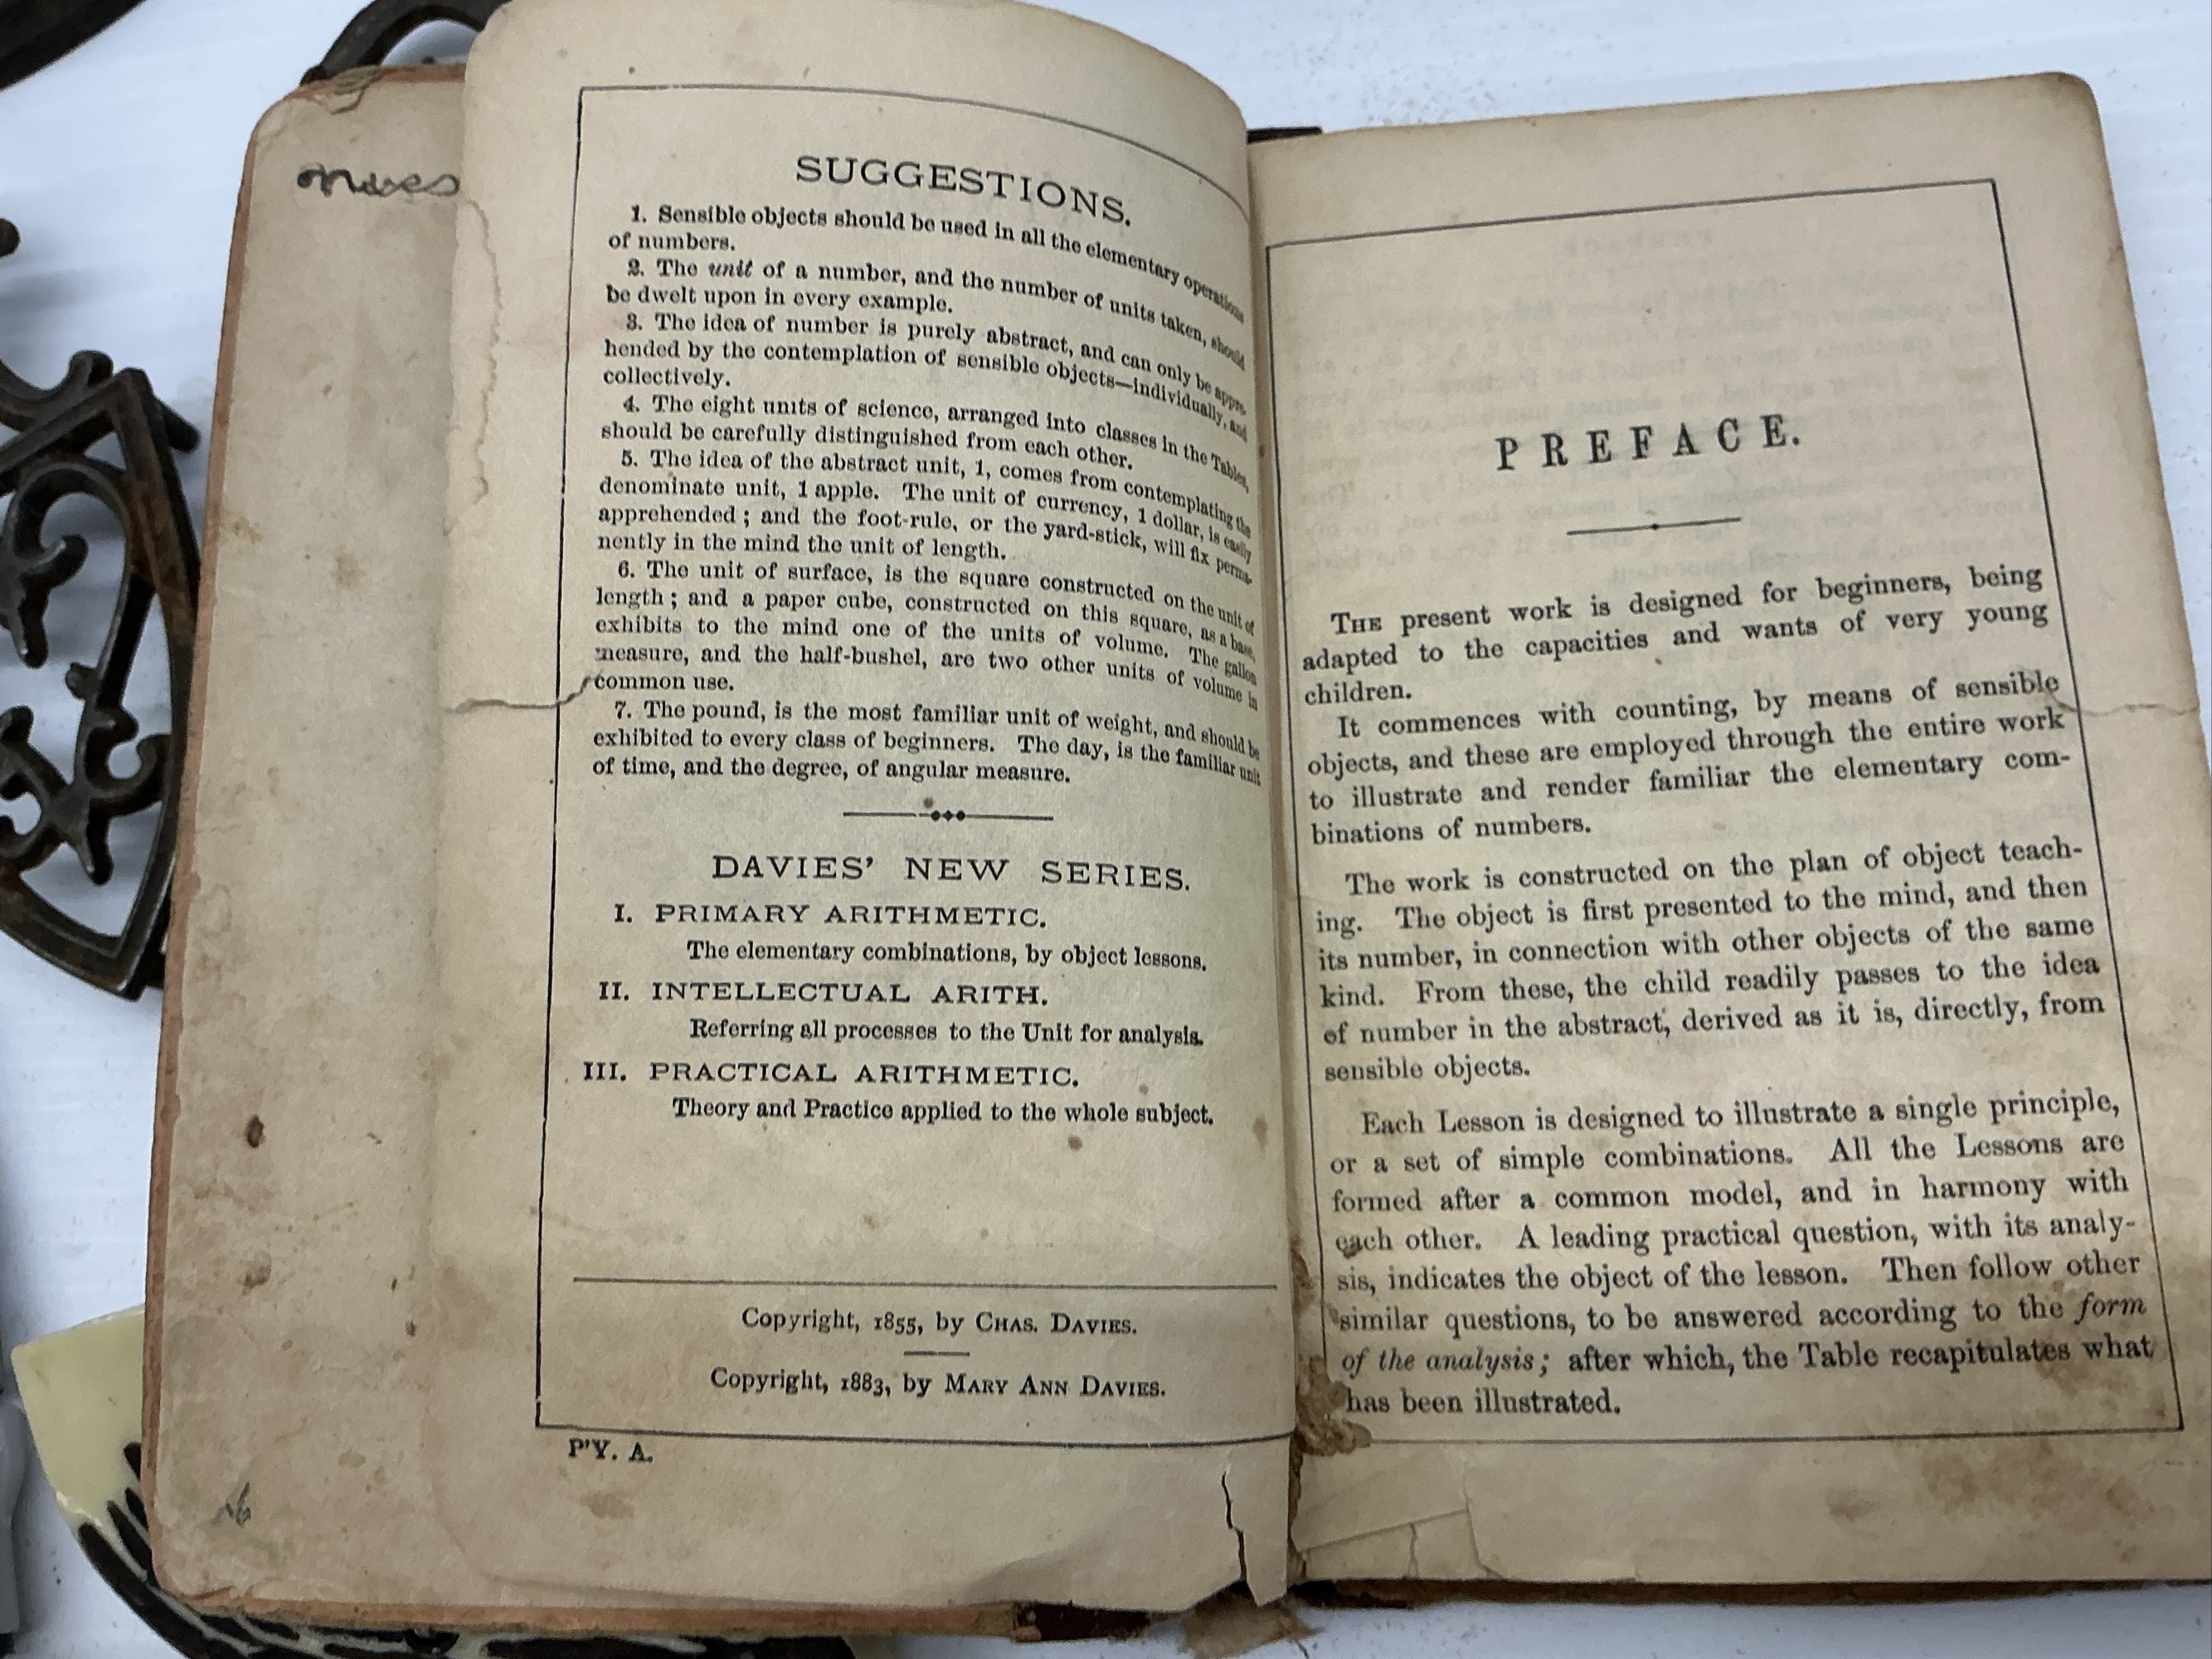 nues
SUGGESTIONS.
1. Sensible objects should be used in all the elementary operations
of numbers.
2. The unit of a number, and the number of units taken, should
be dwelt upon in every example.
3. The idea of number is purely abstract, and can only be appre-
hended by the contemplation of sensible objects—individually, and
collectively.
4. The eight units of science, arranged into classes in the Tables,
should be carefully distinguished from each other.
5. The idea of the abstract unit, 1, comes from contemplating the
denominate unit, 1 apple. The unit of currency, 1 dollar, is easily
apprehended; and the foot-rule, or the yard-stick, will fix perma-
nently in the mind the unit of length.
6. The unit of surface, is the square constructed on the unit of
length; and a paper cube, constructed on this square, as a base,
exhibits to the mind one of the units of volume. The gallon
measure, and the half-bushel, are two other units of volume in
common use.
7. The pound, is the most familiar unit of weight, and should be
exhibited to every class of beginners. The day, is the familiar unit
of time, and the degree, of angular measure.
DAVIES' NEW SERIES.
I. PRIMARY ARITHMETIC.
The elementary combinations, by object lessons.
II. INTELLECTUAL ARITH.
Referring all processes to the Unit for analysis.
III. PRACTICAL ARITHMETIC.
Theory and Practice applied to the whole subject.
Copyright, 1855, by CHAS. DAVIES.
Copyright, 1883, by MARY ANN DAVIES.
P'Y. A.
PREFACE.
THE present work is designed for beginners, being
adapted to the capacities and wants of very young
children.
It commences with counting, by means of sensible
objects, and these are employed through the entire work
to illustrate and render familiar the elementary com-
binations of numbers.
The work is constructed on the plan of object teach-
ing. The object is first presented to the mind, and then
its number, in connection with other objects of the same
kind. From these, the child readily passes to the idea
of number in the abstract, derived as it is, directly, from
sensible objects.
Each Lesson is designed to illustrate a single principle,
or a set of simple combinations. All the Lessons are
formed after a common model, and in harmony with
each other. A leading practical question, with its analy-
sis, indicates the object of the lesson. Then follow other
similar questions, to be answered according to the form
of the analysis; after which, the Table recapitulates what
has been illustrated.